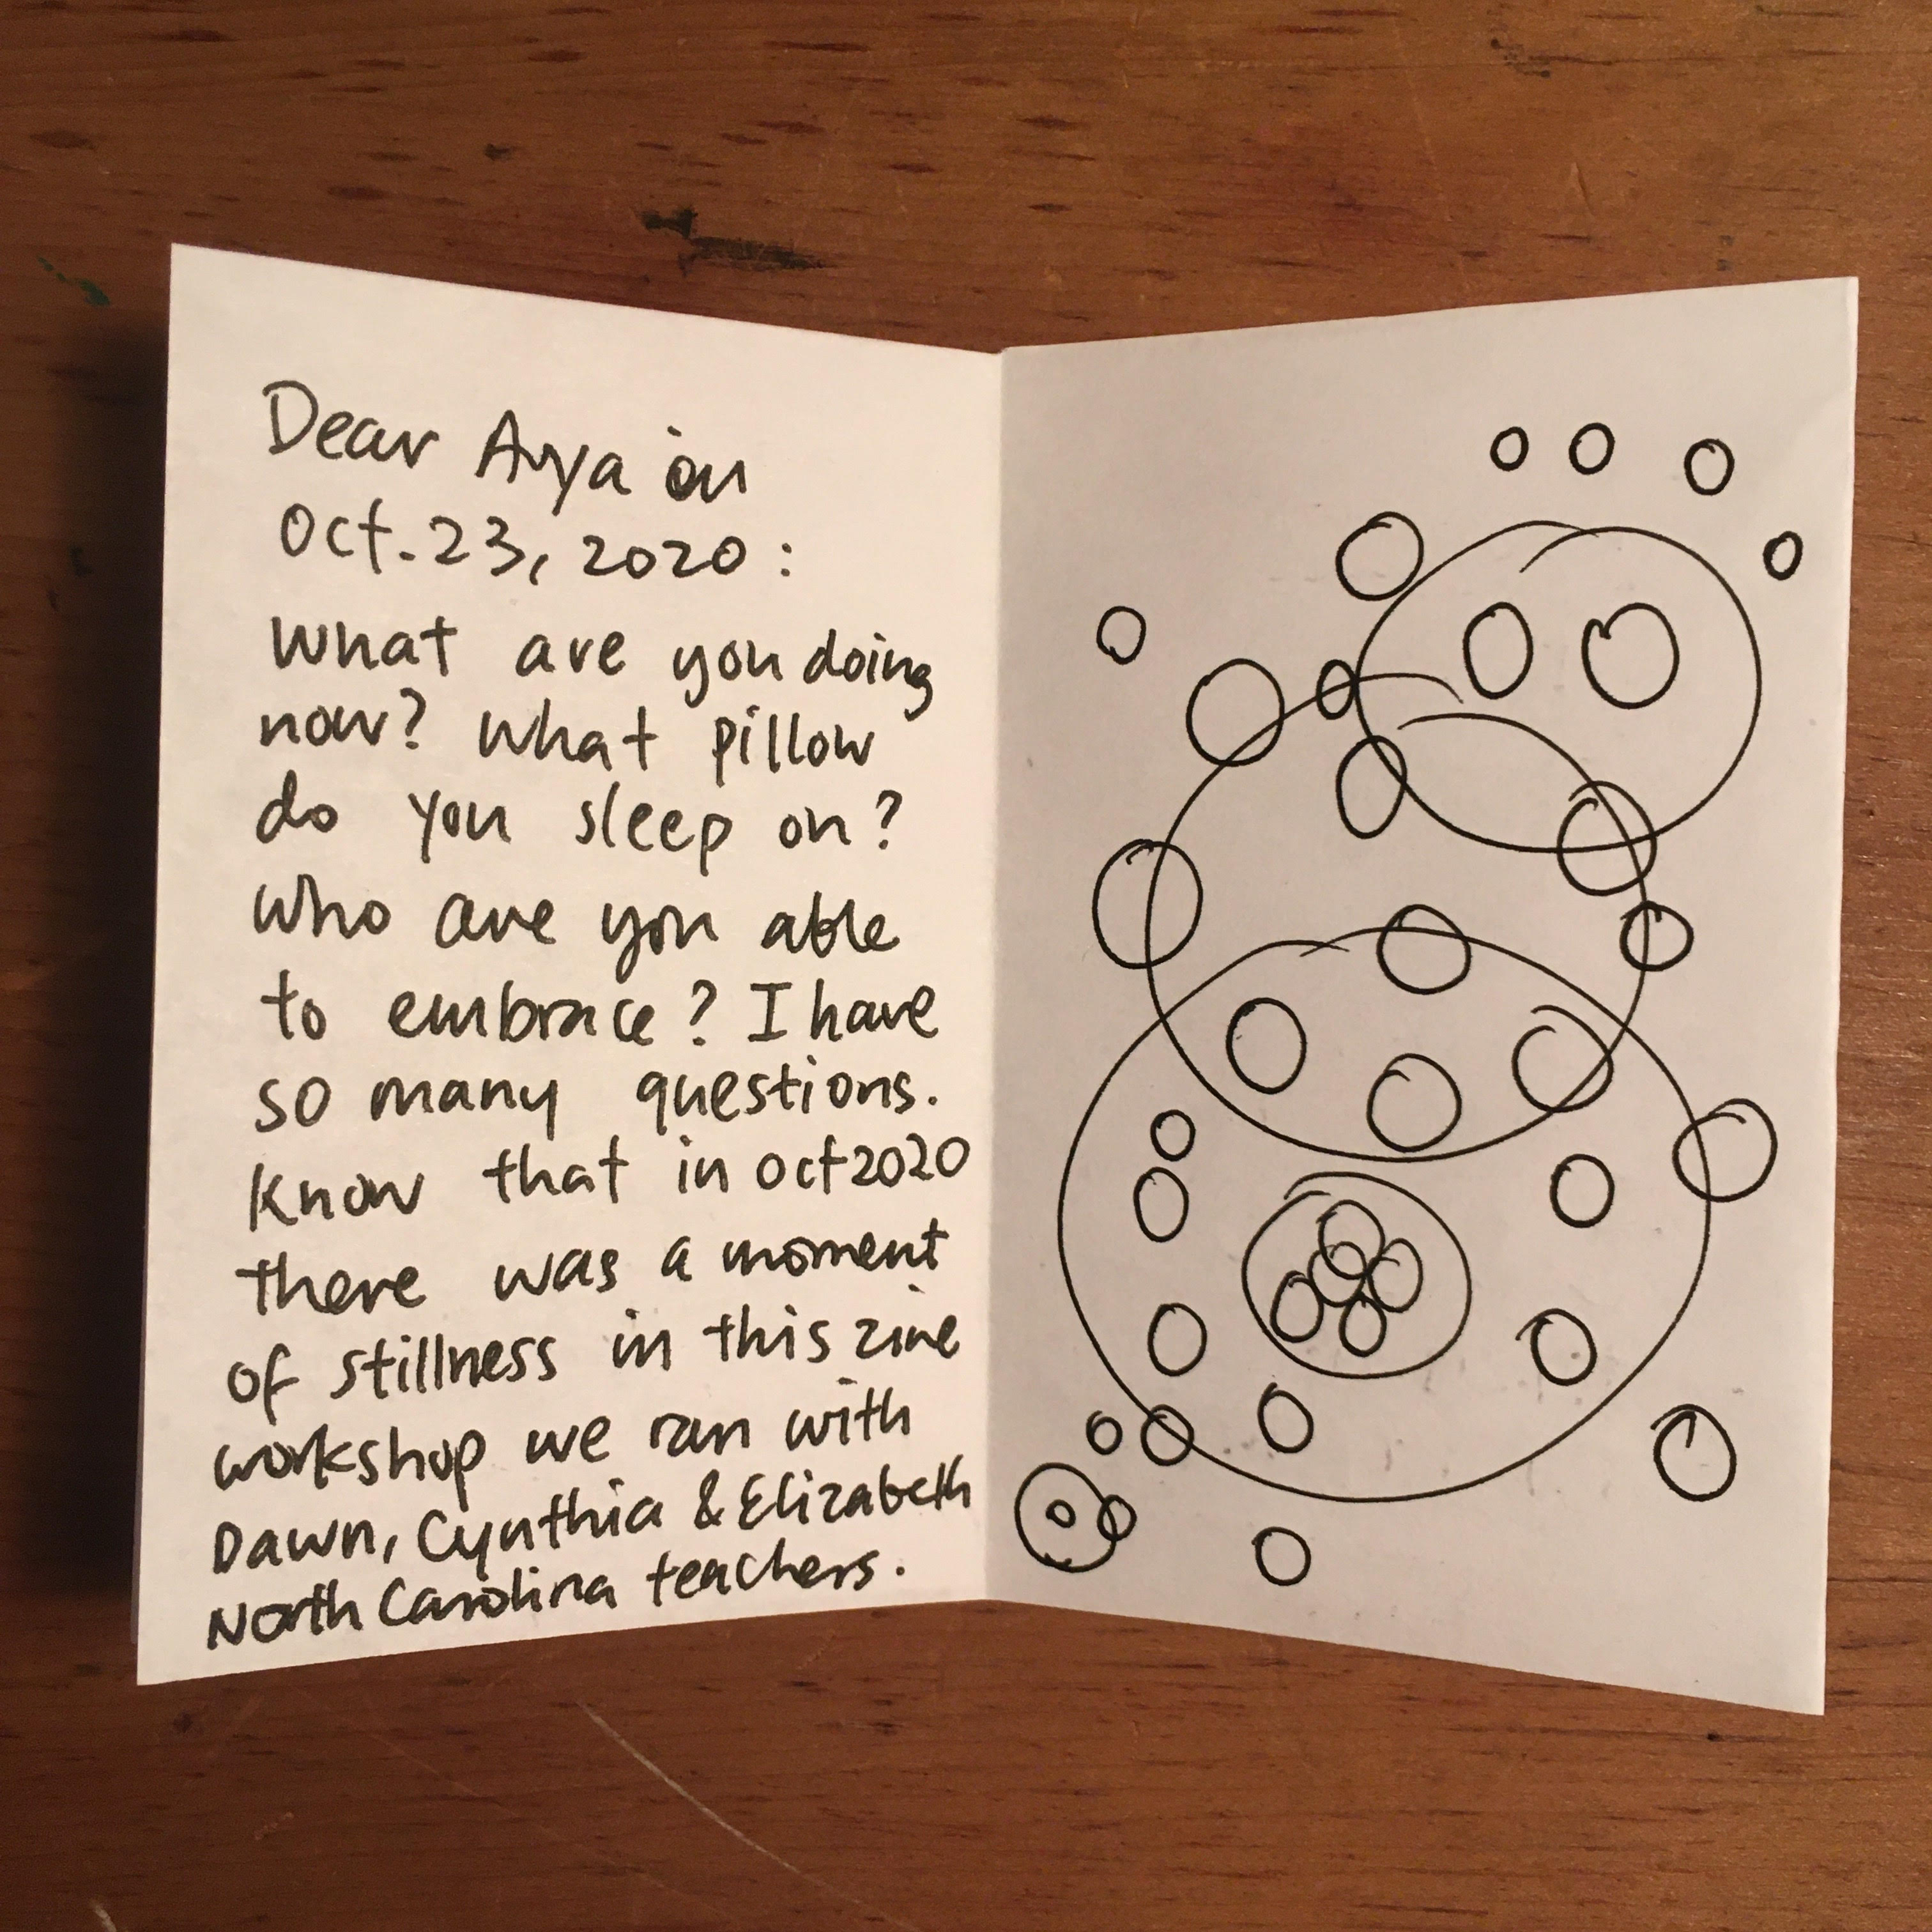 Dear Arya on
Oct. 23, 2020:
What are you doing
now? What pillow
do you sleep on?
Who are you able
to embrace? I have
so many questions.
Know that in Oct 2020
there was a moment
of stillness in this zine
workshop we ran with
Dawn, Cynthia & Elizabeth
North Carolina teachers.